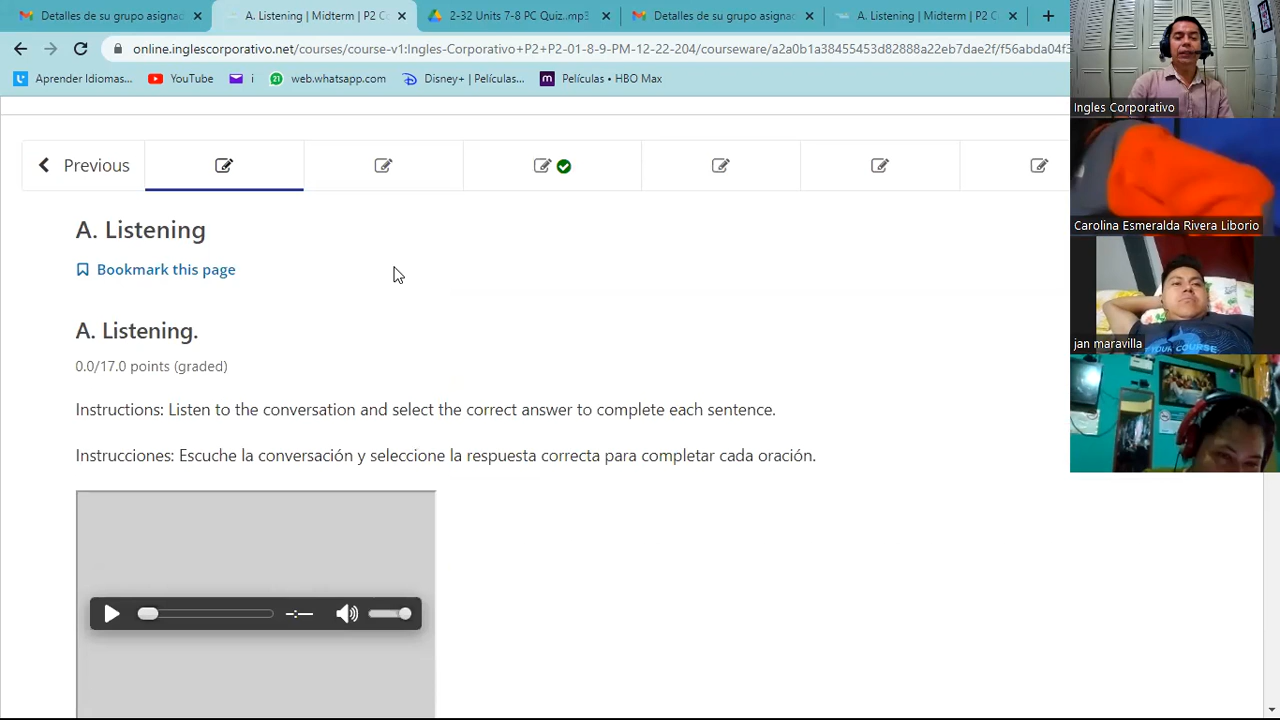 Detalles de su grupo asigna
A. Listening | Midterm | P2 C
2-32 Units 7-8 PC Quiz.mp3
Detalles de su grupo asigna
A. Listening | Midterm | P2 C
online.inglescorporativo.net/courses/course-v1:Ingles-Corporativo+P2+P2-01-8-9-PM-12-22-204/courseware/
Aprender Idiomas...
YouTube
i
21
web.whatsapp.com
Disney+ | Películas...
Películas • HBO Max
Previous
A. Listening
Bookmark this page
A. Listening.
0.0/17.0 points (graded)
Instructions: Listen to the conversation and select the correct answer to complete each sentence.
Instrucciones: Escuche la conversación y seleccione la respuesta correcta para completar cada oración.
-:--
Ingles Corporativo
Carolina Esmeralda Rivera Liborio
jan maravilla
YOUR COURSE